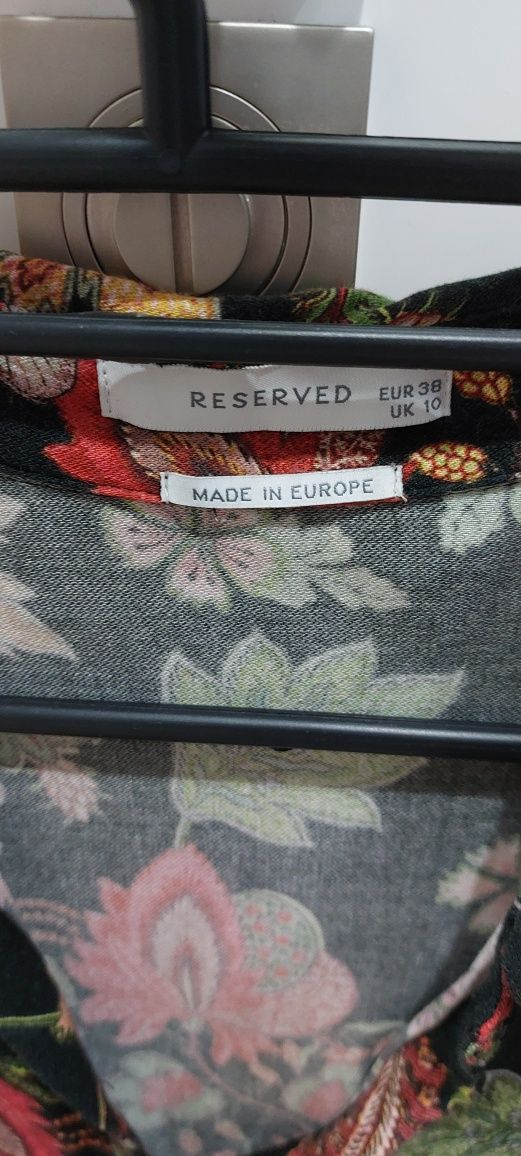 RESERVED
EUR 38
UK 10
MADE IN EUROPE